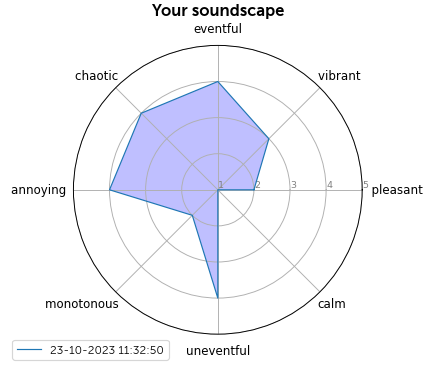 Your soundscape
eventful
chaotic
vibrant
annoying
1
2
3
4
5
pleasant
monotonous
calm
23-10-2023 11:32:50
uneventful